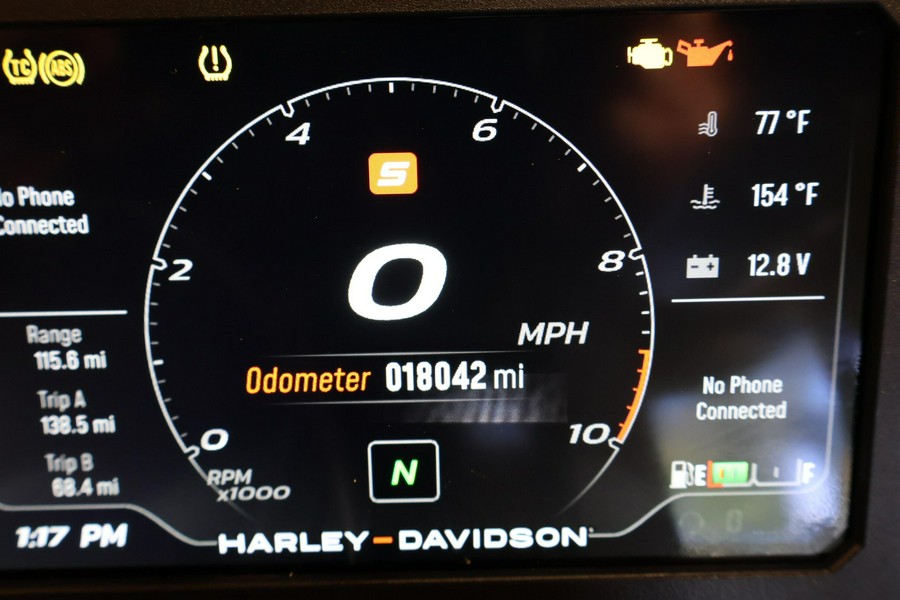 TC ABS
4 6
77 °F
S
154 °F
No Phone
Connected
2 8
0
12.8 V
MPH
Range
115.6 mi
Odometer 018042 mi
No Phone
Connected
Trip A
138.5 mi
0 10
Trip B
68.4 mi
RPM
x1000
N
E F
1:17 PM
HARLEY-DAVIDSON